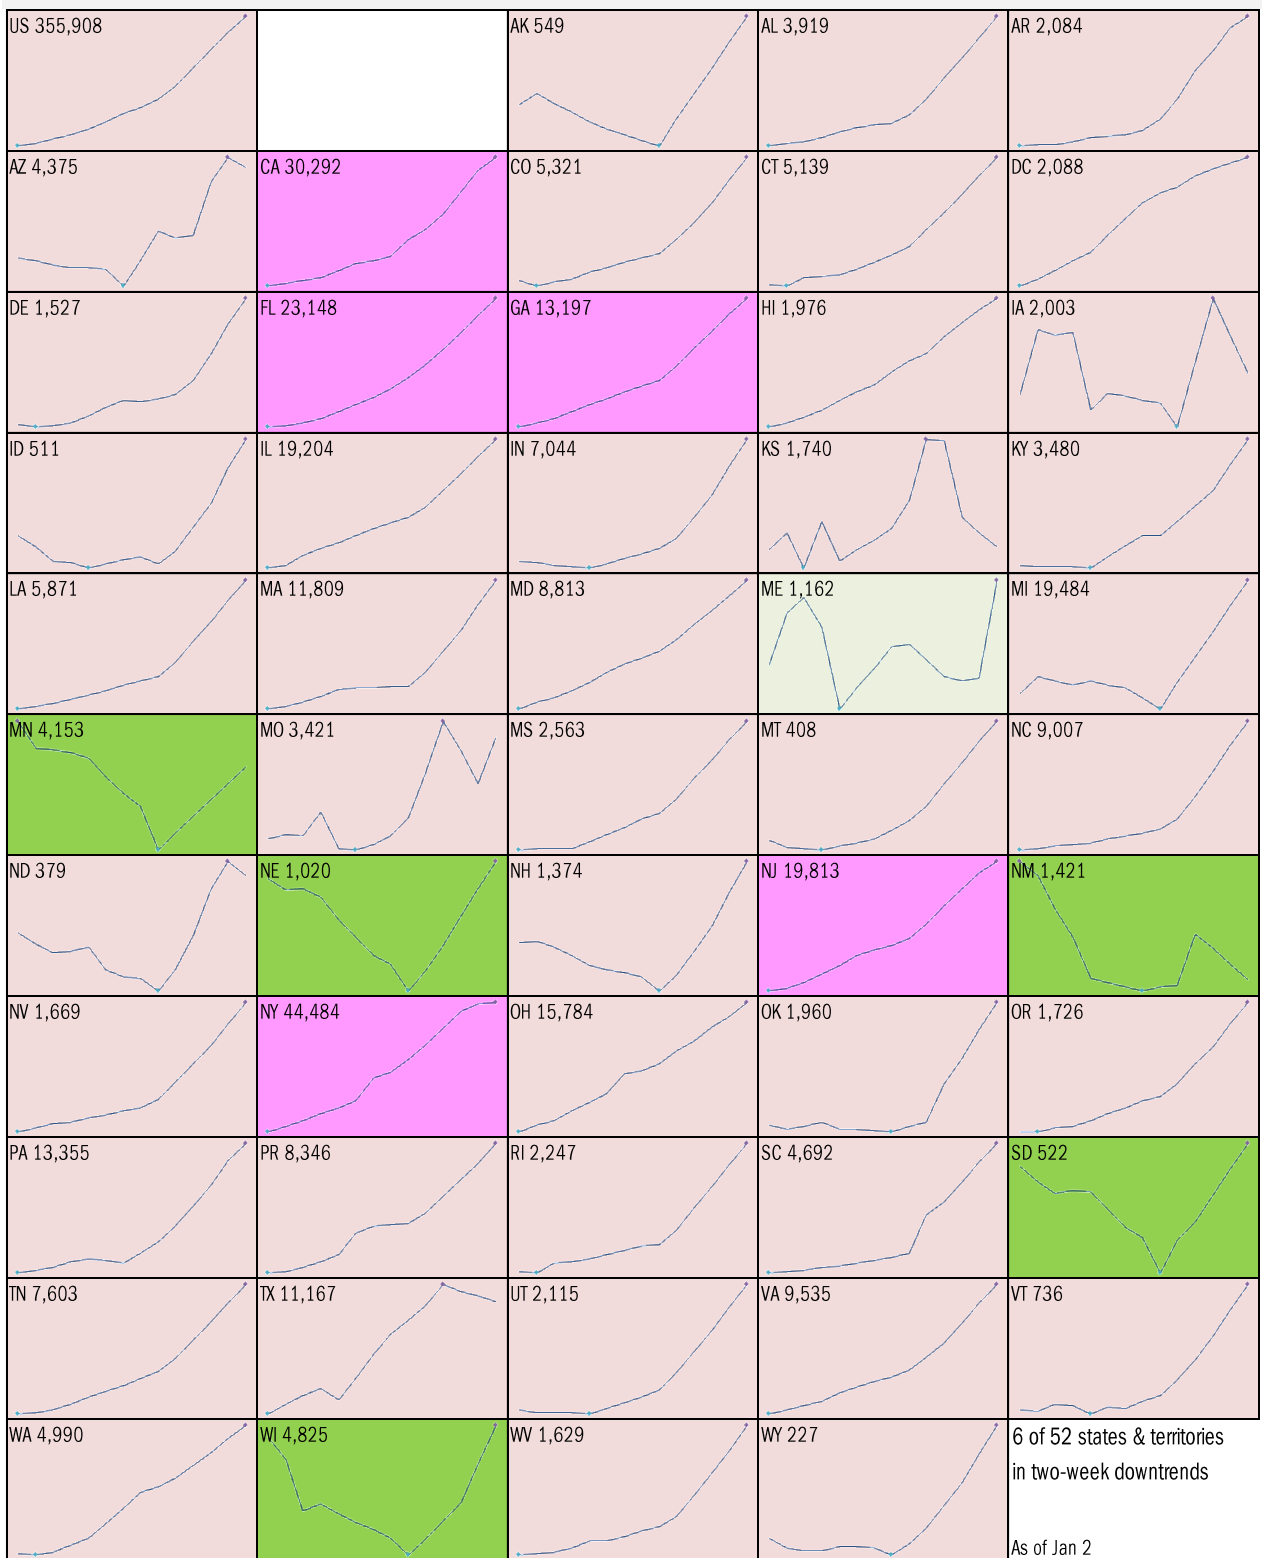 US 355,908
AK 549
AL 3,919
AR 2,084
AZ 4,375
CA 30,292
CO 5,321
CT 5,139
DC 2,088
DE 1,527
FL 23,148
GA 13,197
HI 1,976
IA 2,003
ID 511
IL 19,204
IN 7,044
KS 1,740
KY 3,480
LA 5,871
MA 11,809
MD 8,813
ME 1,162
MI 19,484
MN 4,153
MO 3,421
MS 2,563
MT 408
NC 9,007
ND 379
NE 1,020
NH 1,374
NJ 19,813
NM 1,421
NV 1,669
NY 44,484
OH 15,784
OK 1,960
OR 1,726
PA 13,355
PR 8,346
RI 2,247
SC 4,692
SD 522
TN 7,603
TX 11,167
UT 2,115
VA 9,535
VT 736
WA 4,990
WI 4,825
WV 1,629
WY 227
6 of 52 states & territories
in two-week downtrends
As of Jan 2